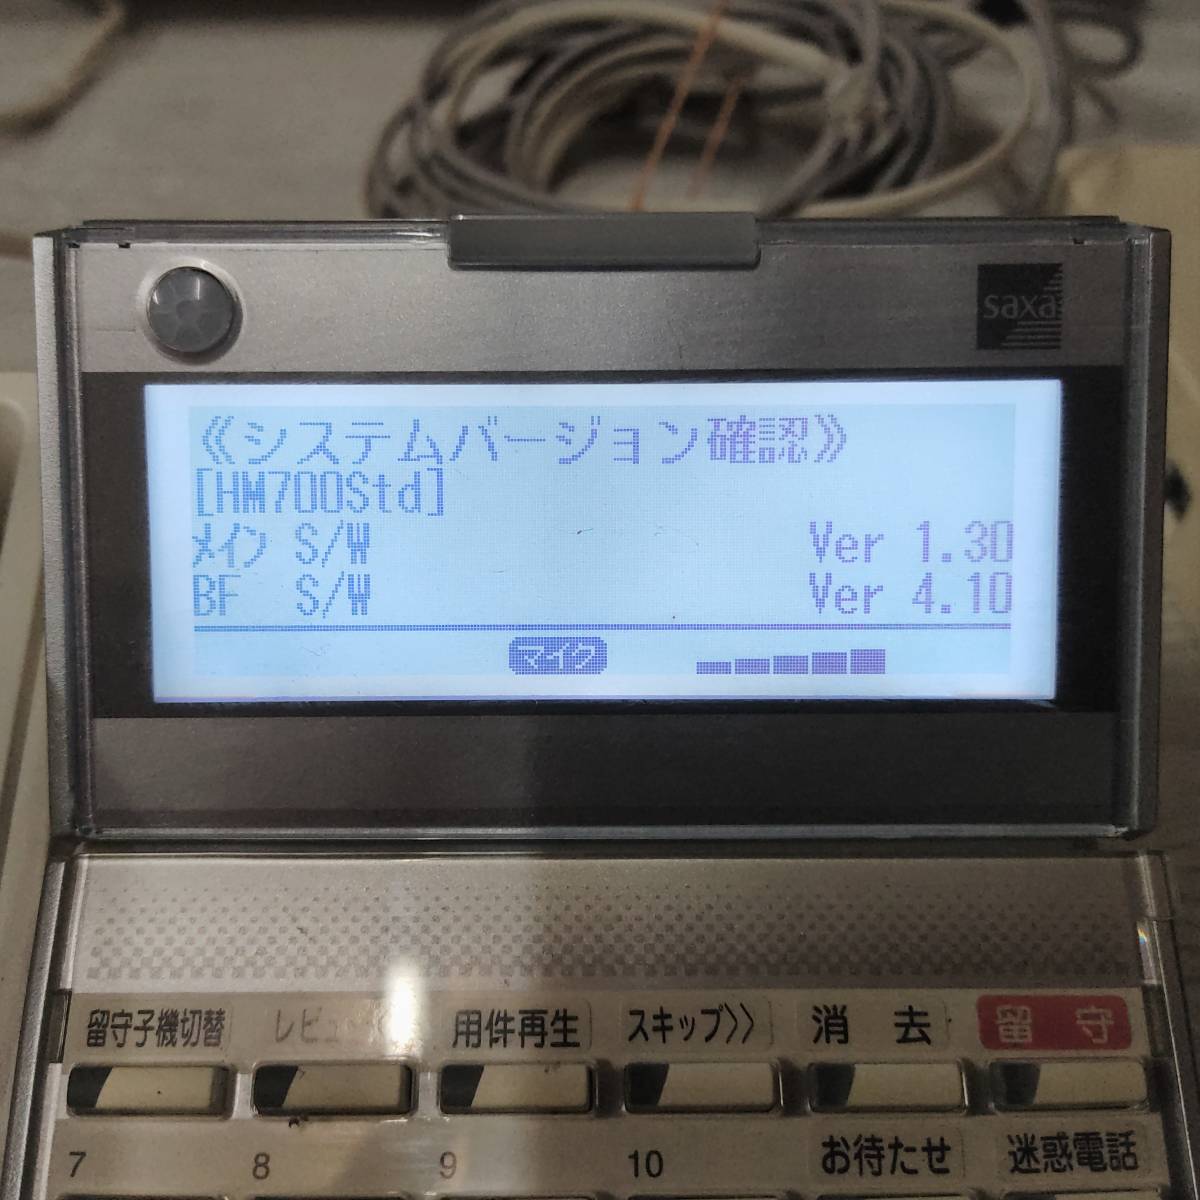 saxa
《システムバージョン確認》
[HM700Std]
メイン S/W Ver 1.30
BF S/W Ver 4.10
マイク
留守子機切替 レビュー 用件再生 スキップ》 消去 留守
7 8 9 10 お待たせ 迷惑電話